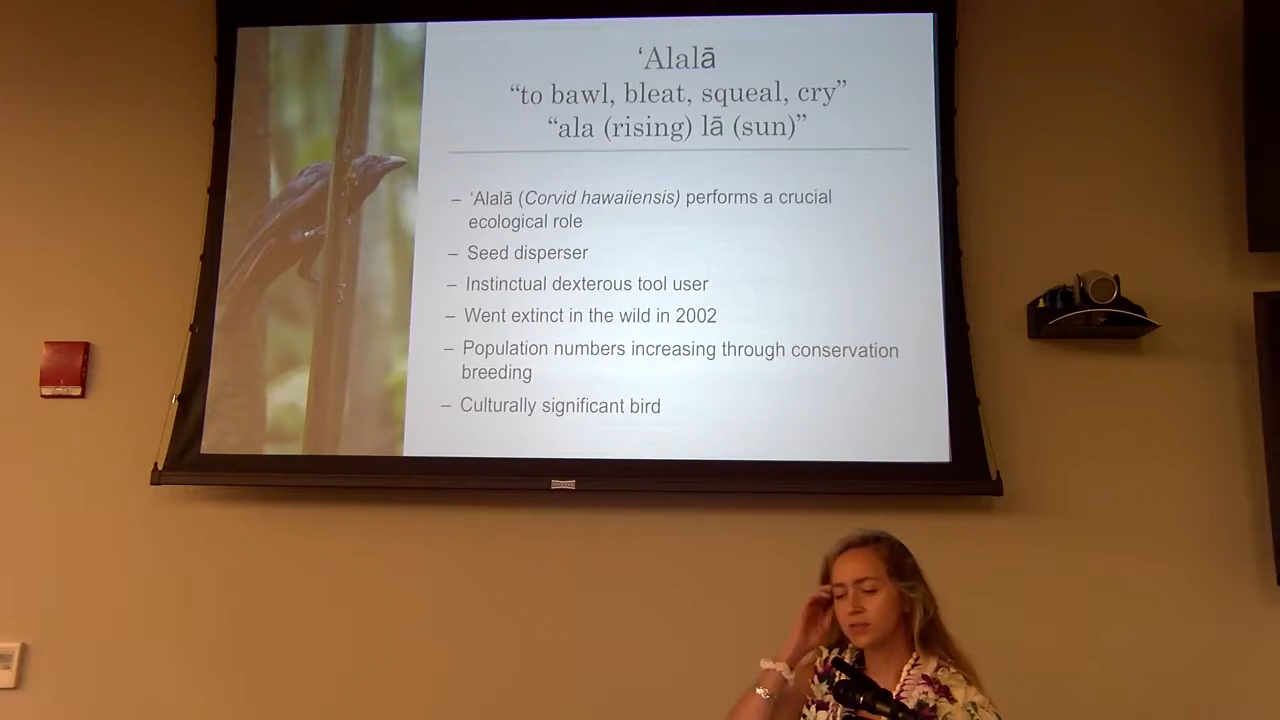 ʻAlalā
“to bawl, bleat, squeal, cry”
“ala (rising) lā (sun)”
– ʻAlalā (Corvid hawaiiensis) performs a crucial
ecological role
– Seed disperser
– Instinctual dexterous tool user
– Went extinct in the wild in 2002
– Population numbers increasing through conservation
breeding
– Culturally significant bird